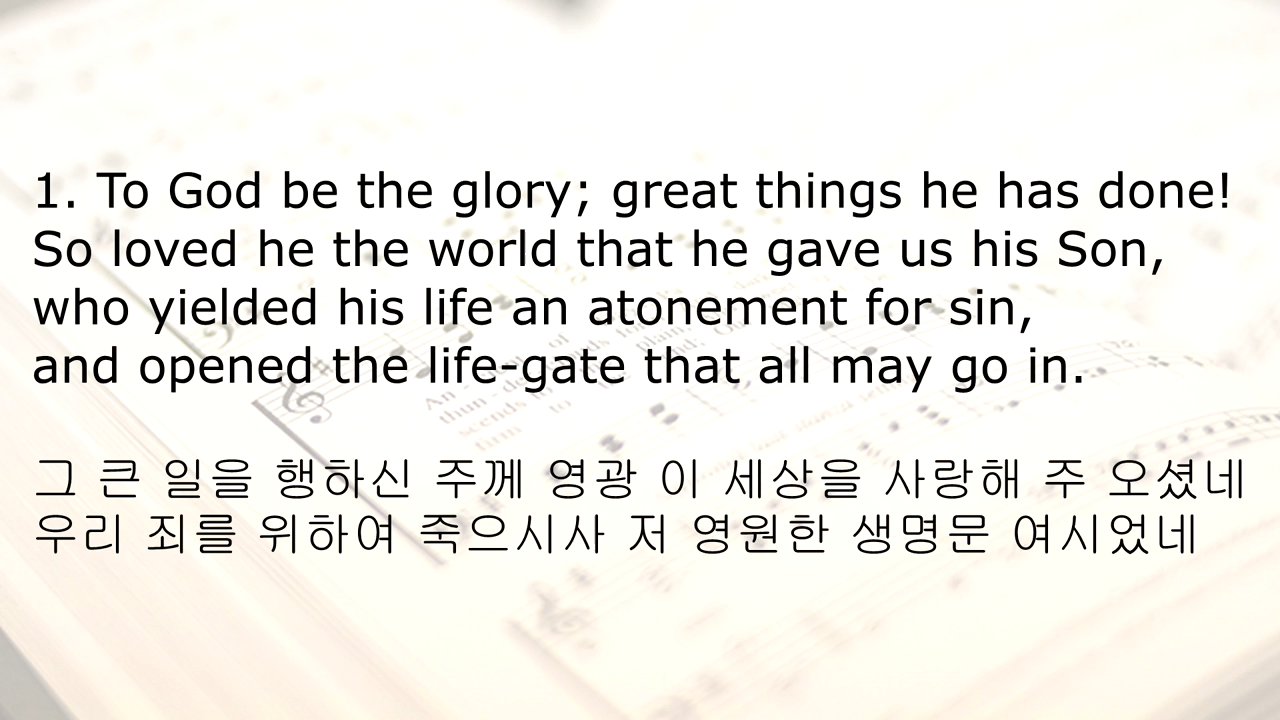 1. To God be the glory; great things he has done!
So loved he the world that he gave us his Son,
who yielded his life an atonement for sin,
and opened the life-gate that all may go in.
그 큰 일을 행하신 주께 영광 이 세상을 사랑해 주 오셨네
우리 죄를 위하여 죽으시사 저 영원한 생명문 여시었네